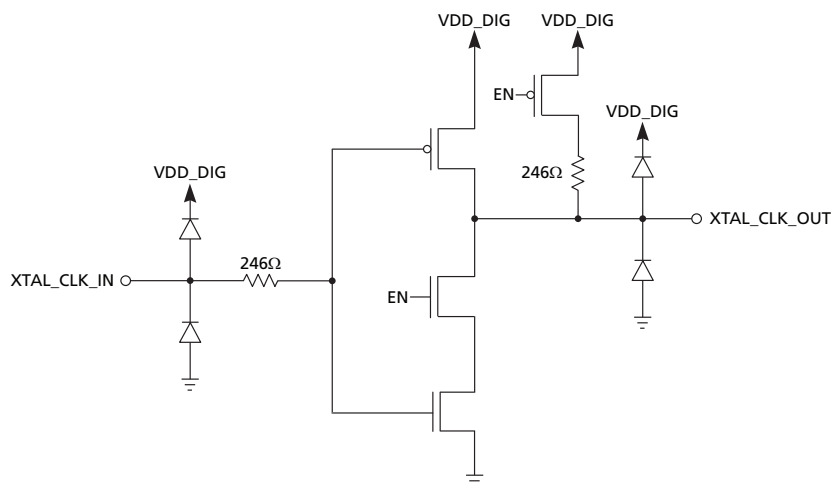 VDD_DIG VDD_DIG
EN
VDD_DIG
VDD_DIG
246Ω
XTAL_CLK_OUT
246Ω
XTAL_CLK_IN
EN